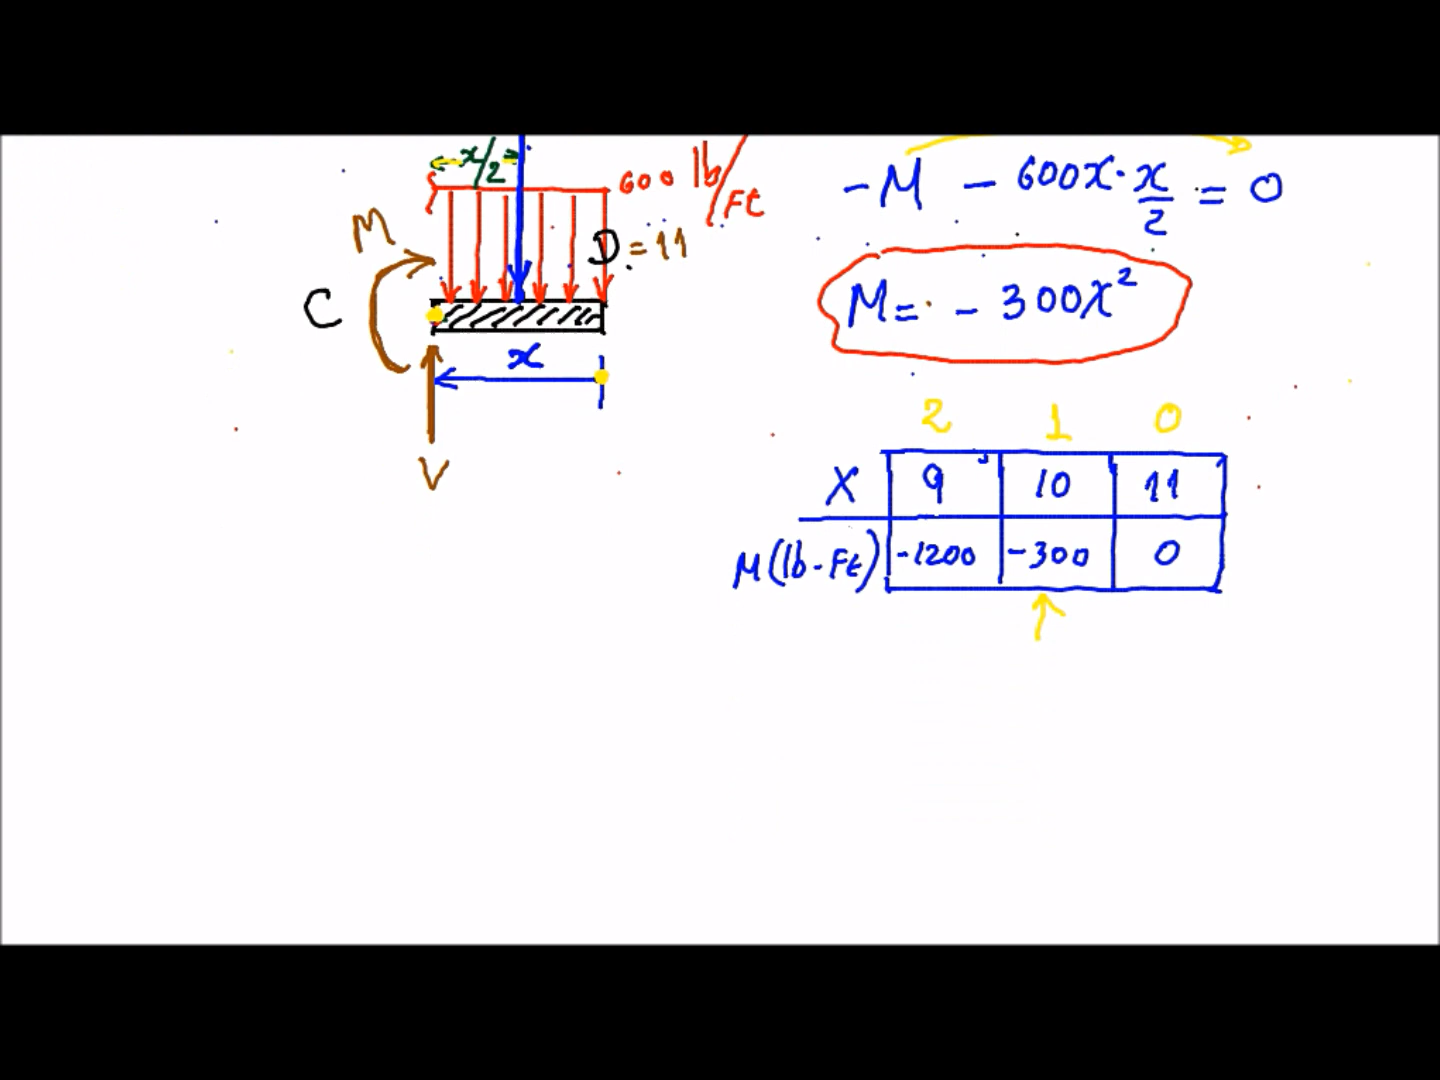 x/2
600 lb/Ft
M
D = 11
C
x
V
-M - 600x · x/2 = 0
M = - 300x²
2 1 0
X 9 10 11
M (lb-Ft) -1200 -300 0